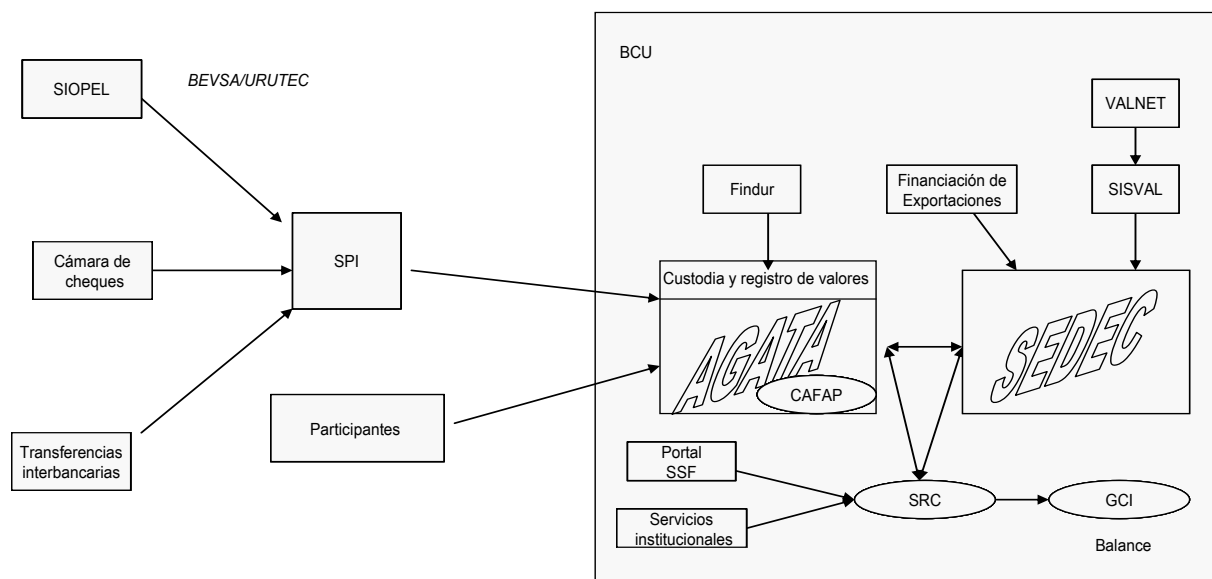 BCU
SIOPEL
BEVSA/URUTEC
VALNET
Findur
Financiación de
Exportaciones
SISVAL
Cámara de
cheques
SPI
Custodia y registro de valores
AGATA
SEDEC
CAFAP
Participantes
Transferencias
interbancarias
Portal
SSF
SRC
GCI
Servicios
institucionales
Balance